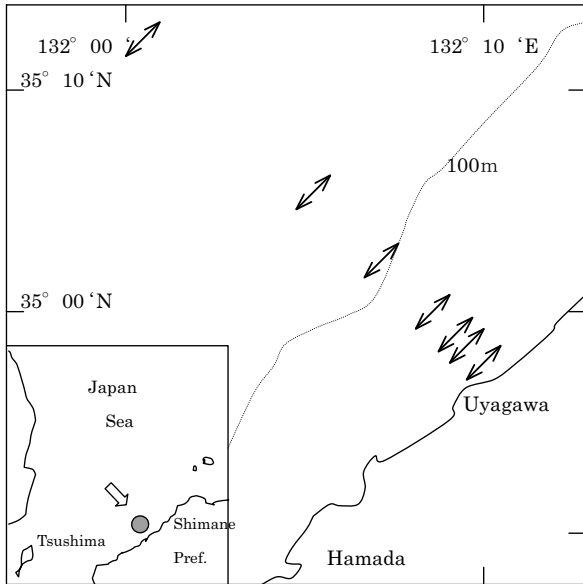 132° 00 ‘
132° 10 ‘E
35° 10 ‘N
100m
35° 00 ‘N
Japan
Sea
Uyagawa
Shimane
Tsushima
Pref.
Hamada